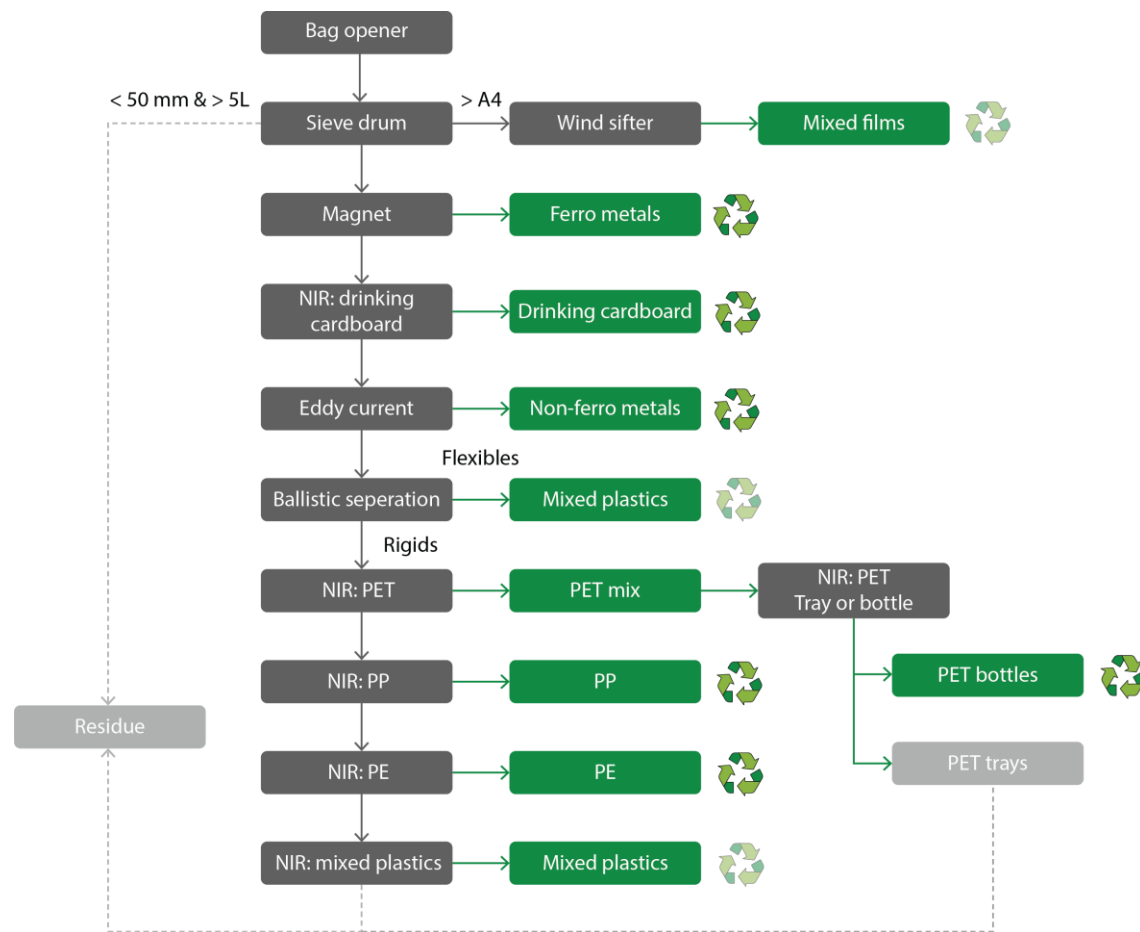 Bag opener
< 50 mm & > 5L
> A4
Sieve drum
Wind sifter
Mixed films
Magnet
Ferro metals
NIR: drinking
cardboard
Drinking cardboard
Eddy current
Non-ferro metals
Flexibles
Ballistic seperation
Mixed plastics
Rigids
NIR: PET
PET mix
NIR: PET
Tray or bottle
NIR: PP
PP
PET bottles
Residue
NIR: PE
PE
PET trays
NIR: mixed plastics
Mixed plastics